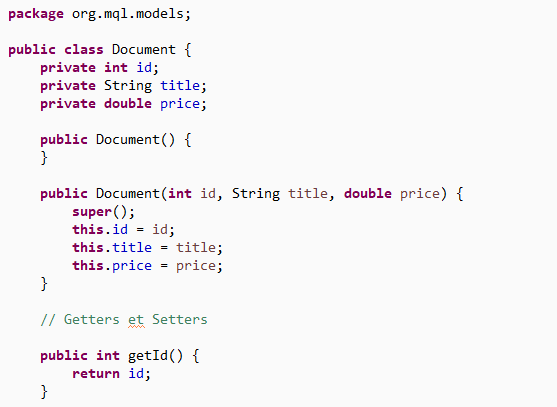 package org.mql.models;
public class Document {
private int id;
private String title;
private double price;
public Document() {
}
public Document(int id, String title, double price) {
super();
this.id = id;
this.title = title;
this.price = price;
}
// Getters et Setters
public int getId() {
return id;
}